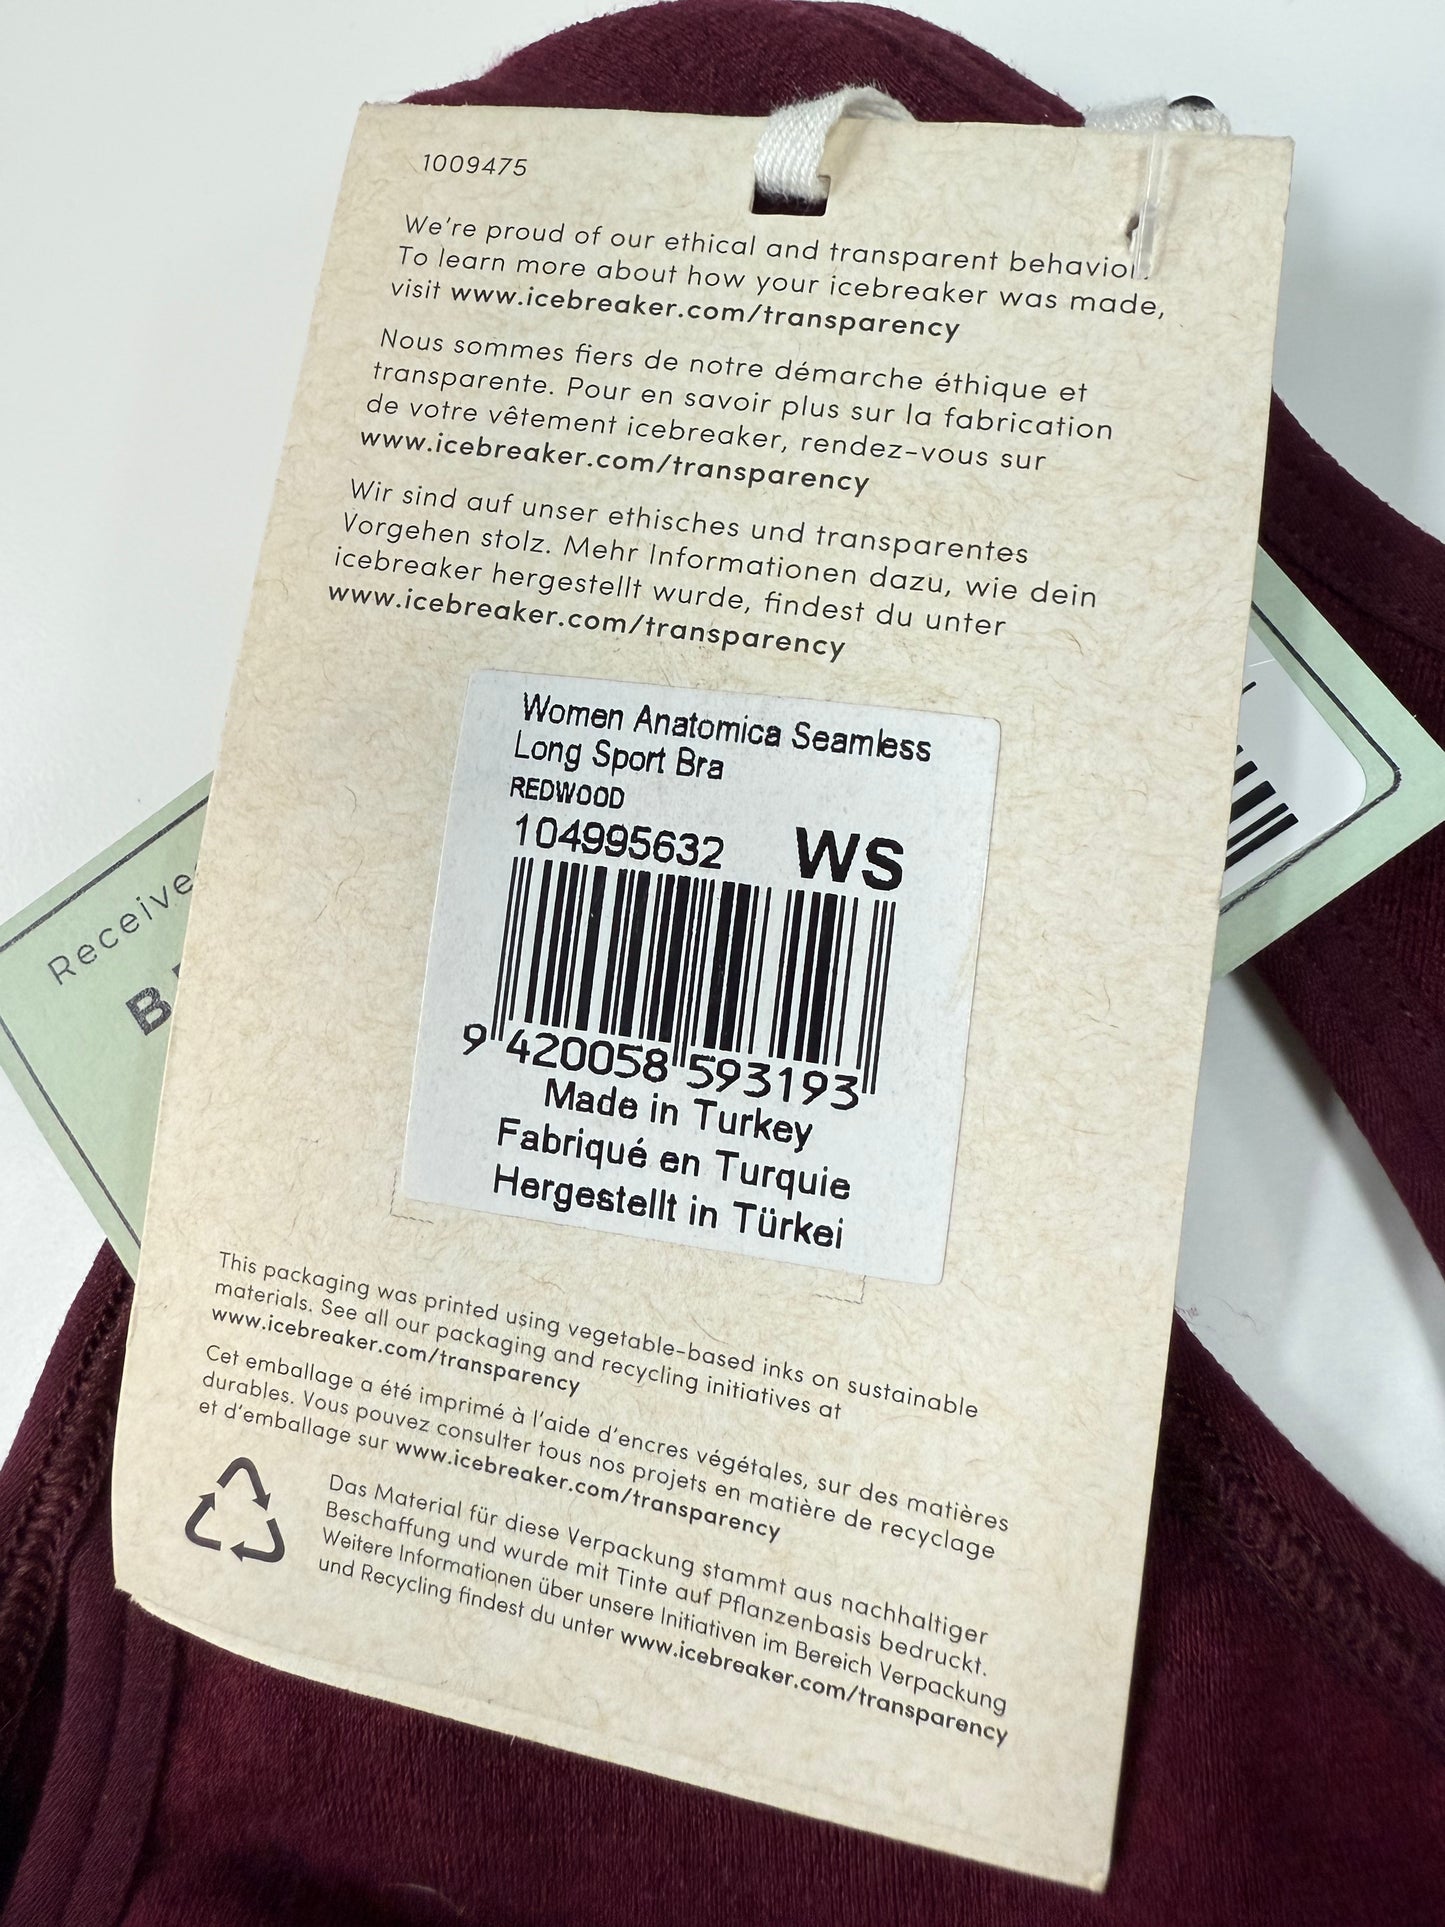 1009475
We're proud of our ethical and transparent behavior.
To learn more about how your icebreaker was made,
visit www.icebreaker.com/transparency
Nous sommes fiers de notre démarche éthique et
transparente. Pour en savoir plus sur la fabrication
de votre vêtement icebreaker, rendez-vous sur
www.icebreaker.com/transparency
Wir sind auf unser ethisches und transparentes
Vorgehen stolz. Mehr Informationen dazu, wie dein
icebreaker hergestellt wurde, findest du unter
www.icebreaker.com/transparency
Women Anatomica Seamless
Long Sport Bra
REDWOOD
104995632 WS
9 420058 593193
Made in Turkey
Fabriqué en Turquie
Hergestellt in Türkei
This packaging was printed using vegetable-based inks on sustainable
materials. See all our packaging and recycling initiatives at
www.icebreaker.com/transparency
Cet emballage a été imprimé à l'aide d'encres végétales, sur des matières
durables. Vous pouvez consulter tous nos projets en matière de recyclage
et d'emballage sur www.icebreaker.com/transparency
Das Material für diese Verpackung stammt aus nachhaltiger
Beschaffung und wurde mit Tinte auf Pflanzenbasis bedruckt.
Weitere Informationen über unsere Initiativen im Bereich Verpackung
und Recycling findest du unter www.icebreaker.com/transparency